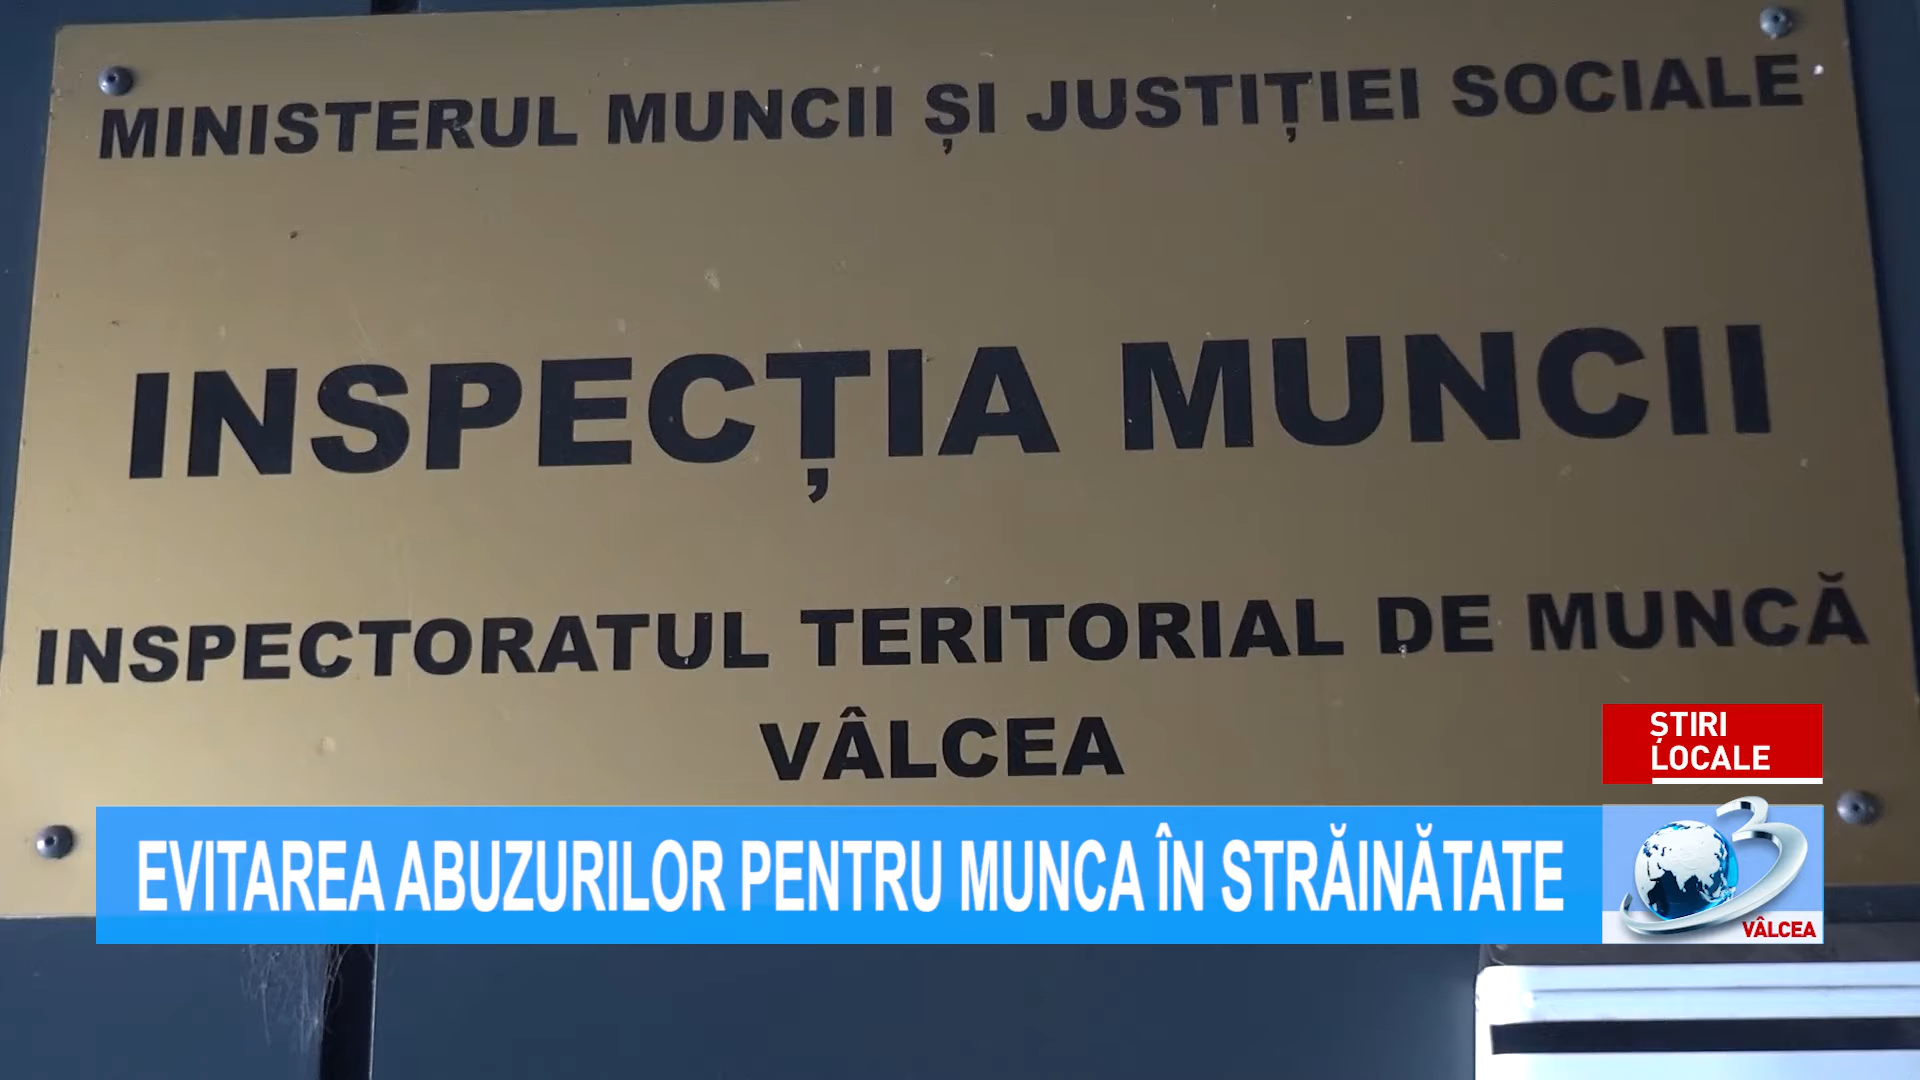 MINISTERUL MUNCII ȘI JUSTIȚIEI SOCIALE
INSPECȚIA MUNCII
INSPECTORATUL TERITORIAL DE MUNCĂ
VÂLCEA
ȘTIRI
LOCALE
EVITAREA ABUZURILOR PENTRU MUNCA ÎN STRĂINĂTATE
3
VÂLCEA